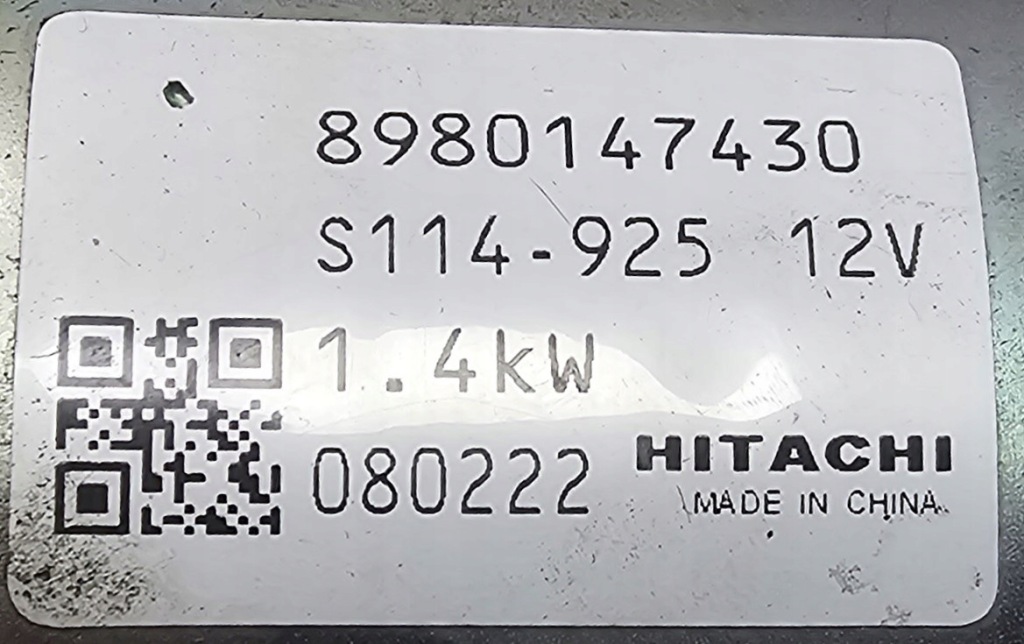 8980147430
S114-925 12V
1.4kW
080222
HITACHI
MADE IN CHINA